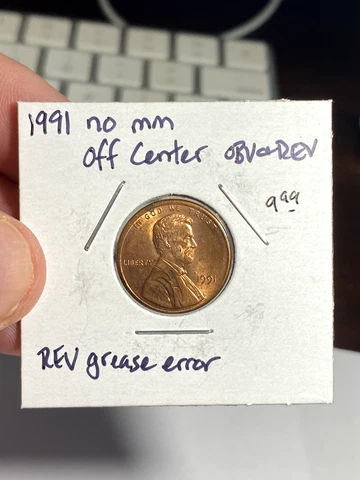 1991 no mm
Off Center OBV & REV
9.99
IN GOD WE TRUST
LIBERTY
1991
REV grease error